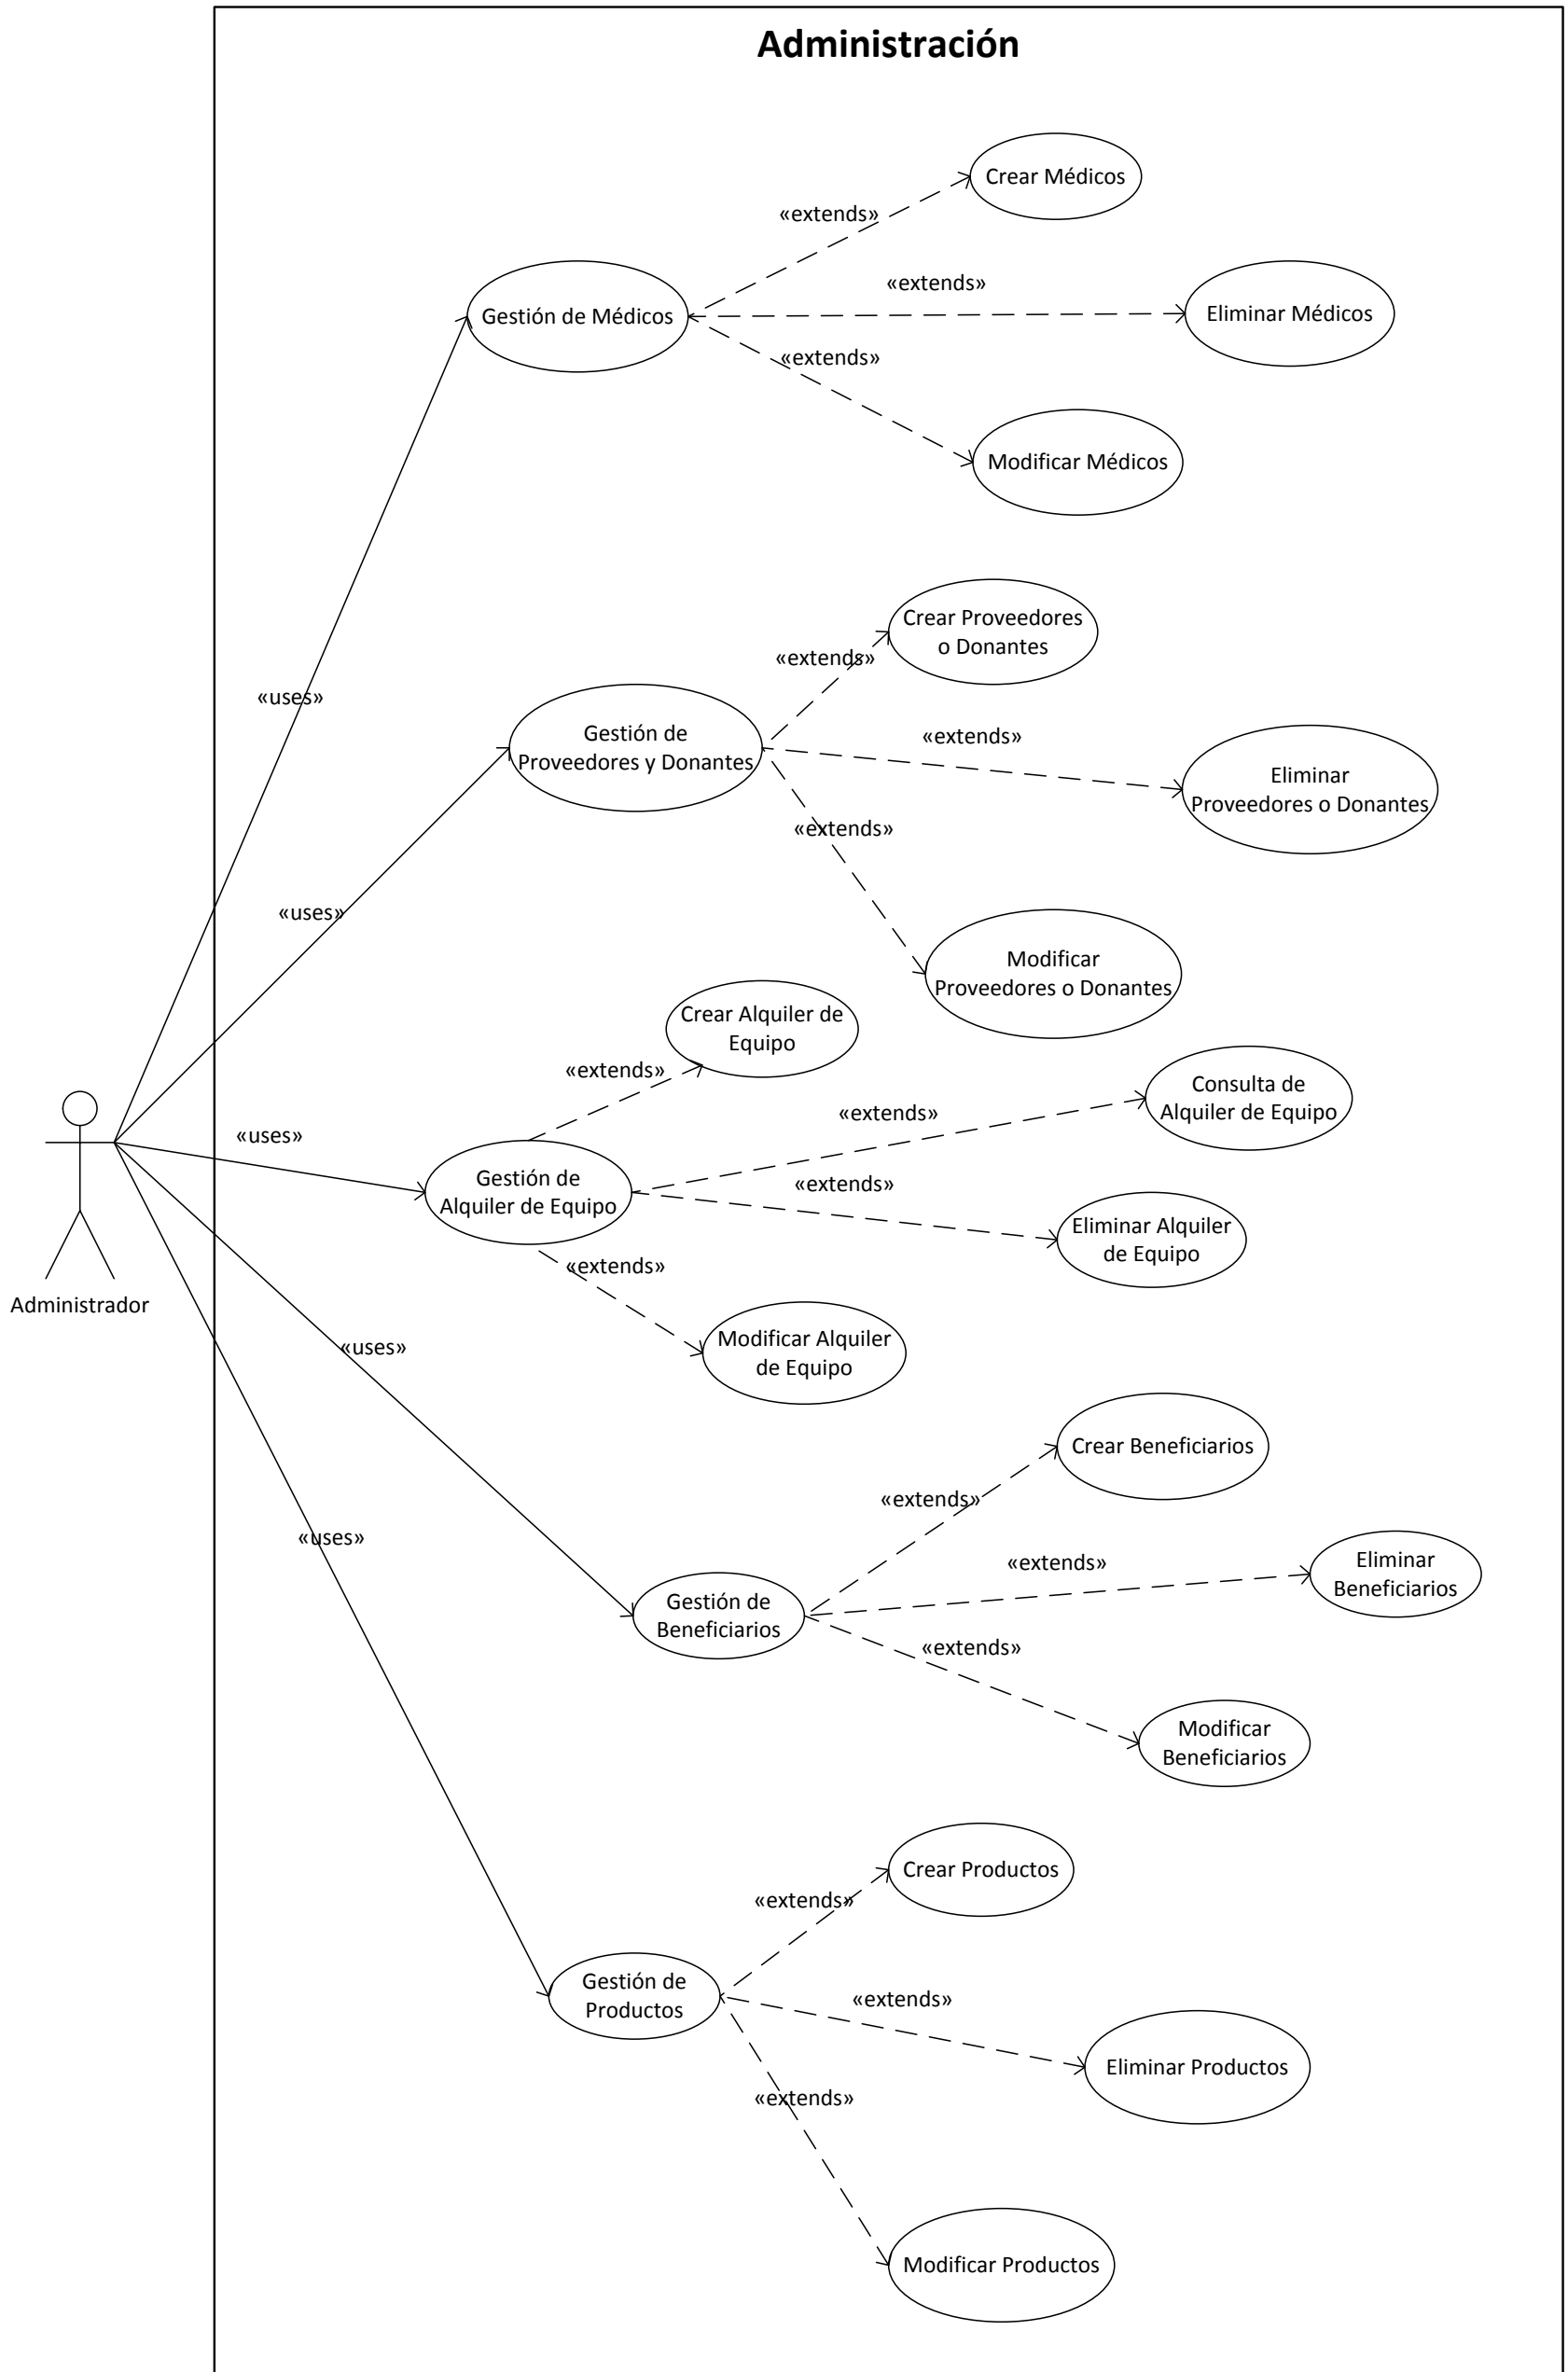 Administración
Crear Médicos
«extends»
«extends»
Eliminar Médicos
Gestión de Médicos
«extends»
Modificar Médicos
Crear Proveedores
o Donantes
«extends»
«uses»
Gestión de
Proveedores y Donantes
«extends»
Eliminar
Proveedores o Donantes
«extends»
«uses»
Modificar
Proveedores o Donantes
Crear Alquiler de
Equipo
«extends»
Consulta de
Alquiler de Equipo
«extends»
«uses»
Gestión de
Alquiler de Equipo
«extends»
Eliminar Alquiler
de Equipo
«extends»
Administrador
Modificar Alquiler
de Equipo
«uses»
Crear Beneficiarios
«extends»
«uses»
«extends»
Eliminar
Beneficiarios
Gestión de
Beneficiarios
«extends»
Modificar
Beneficiarios
Crear Productos
«extends»
Gestión de
Productos
«extends»
Eliminar Productos
«extends»
Modificar Productos